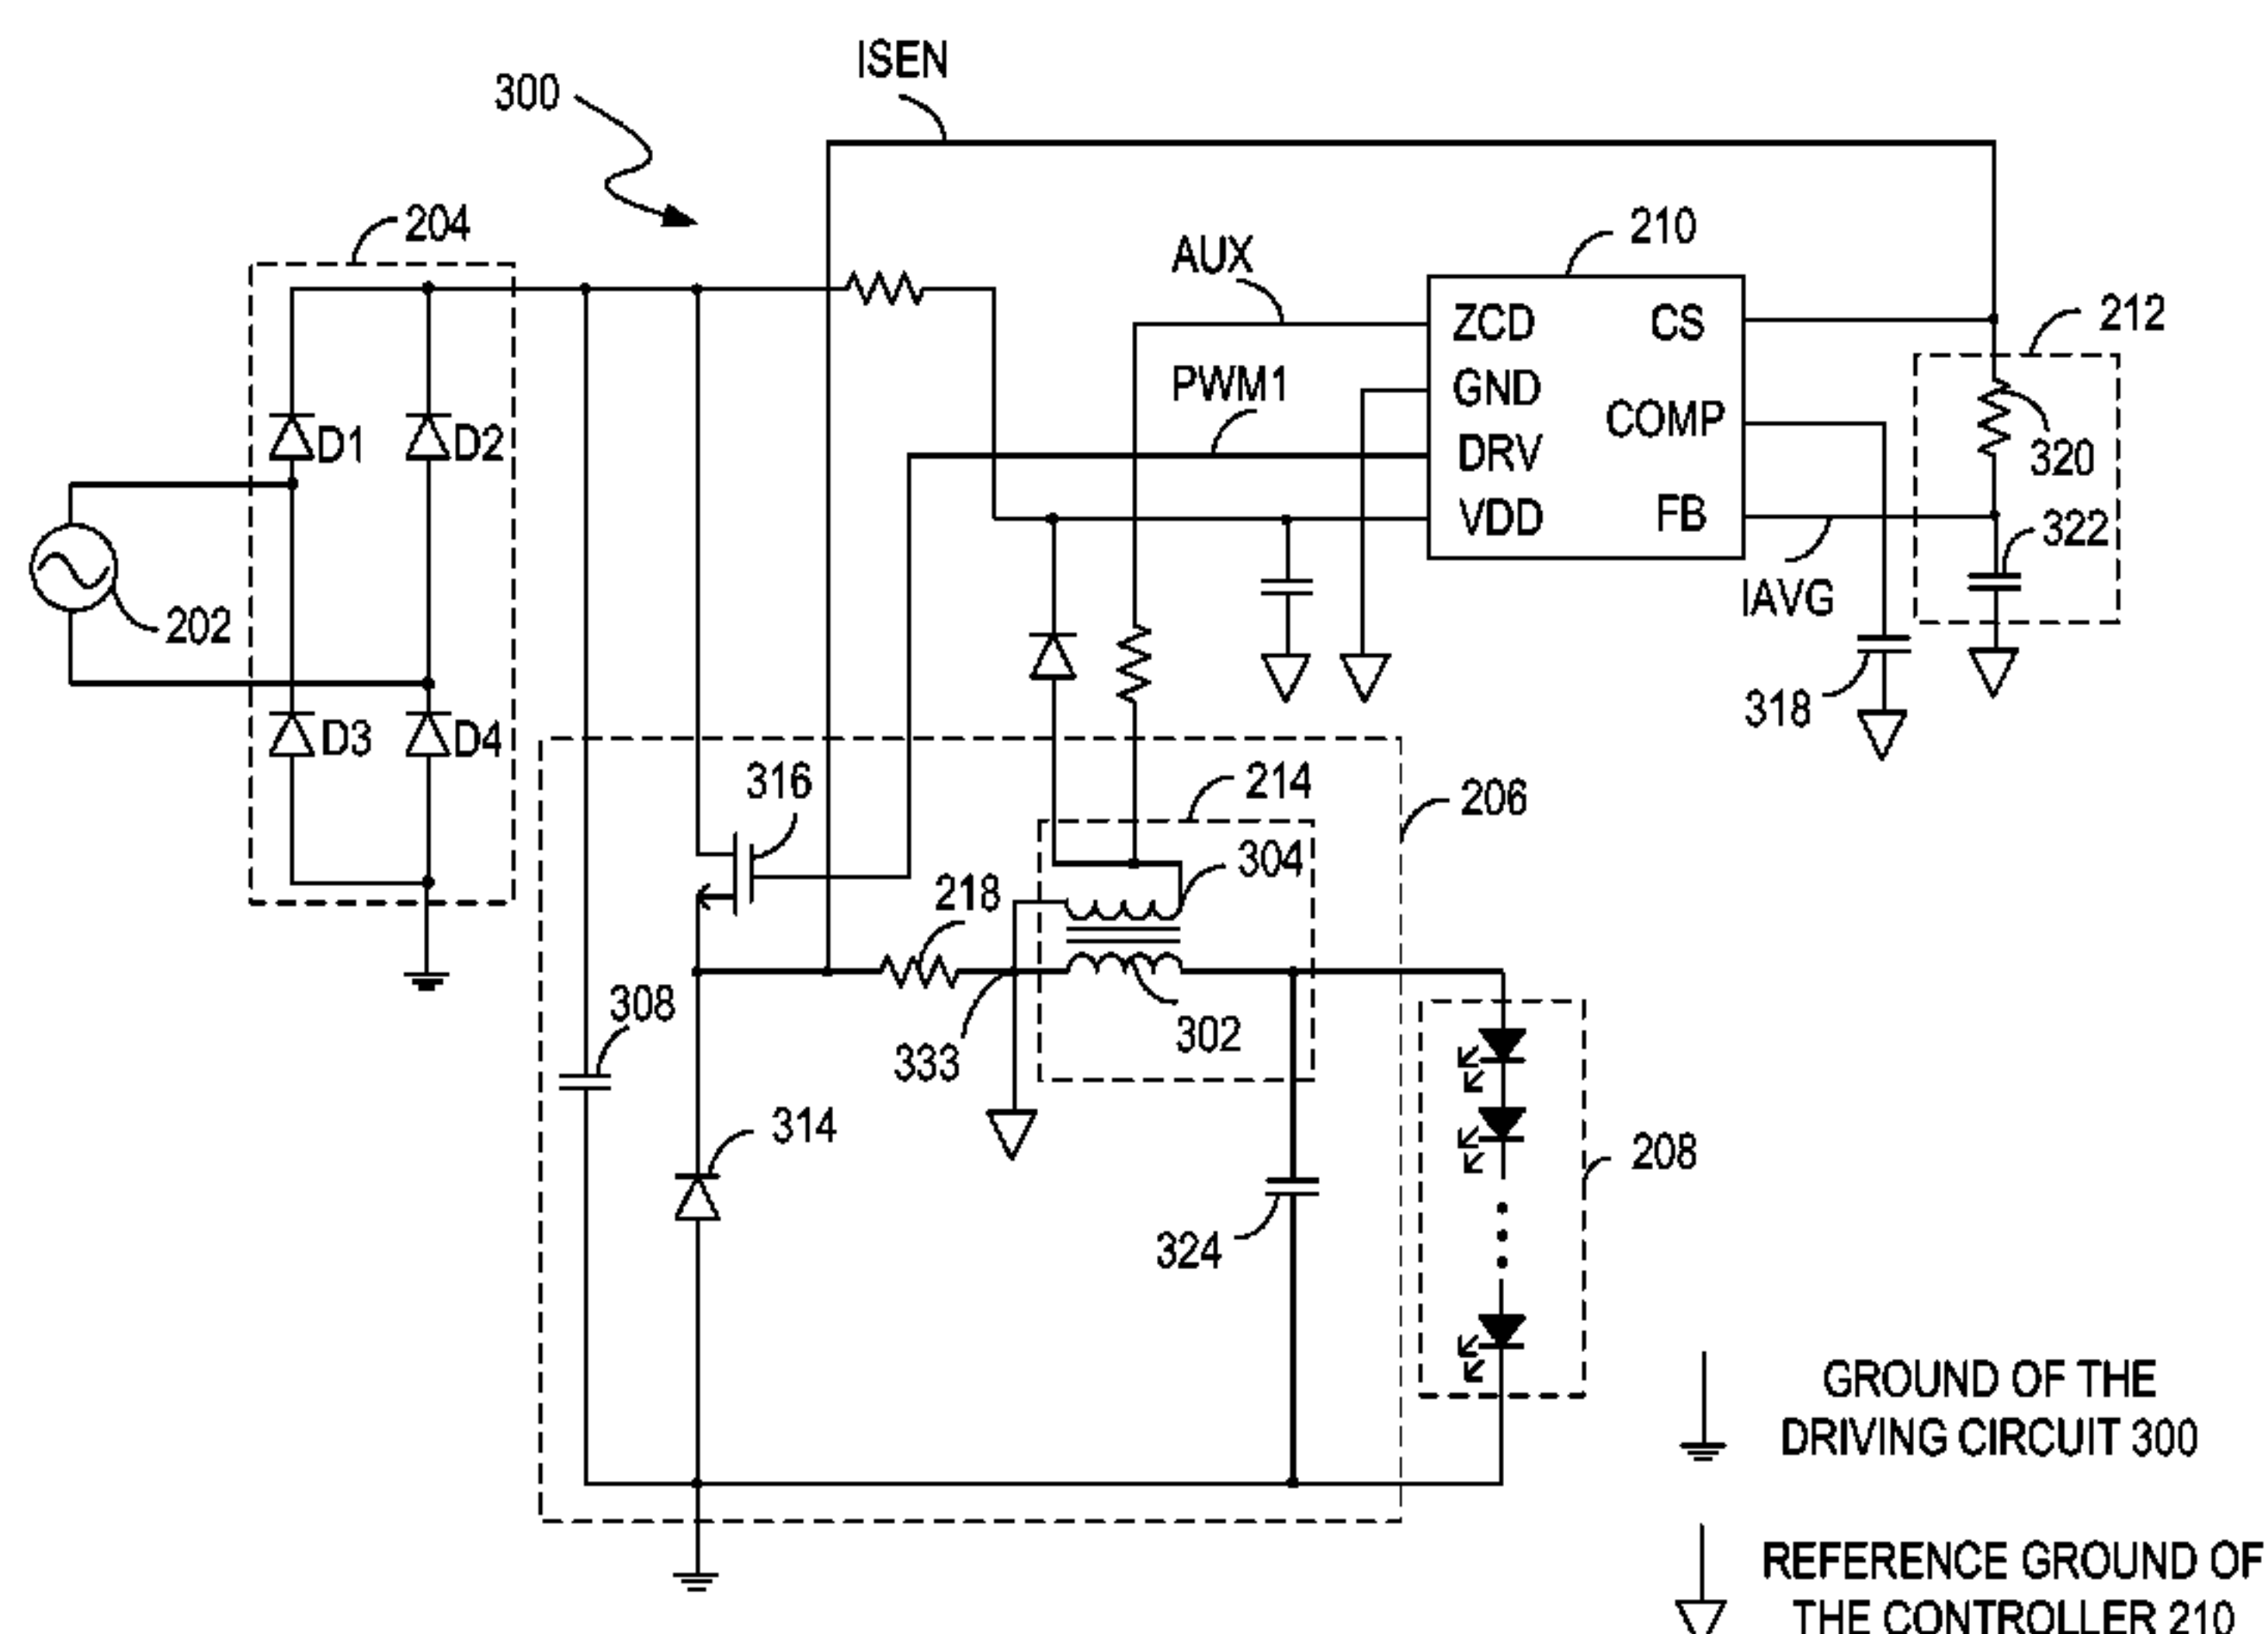 ISEN
300
204
AUX
210
ZCD
CS
212
PWM1
GND
COMP
D1
D2
DRV
320
VDD
FB
322
202
IAVG
318
D3
D4
316
214
206
304
218
308
302
333
314
208
324
GROUND OF THE
DRIVING CIRCUIT 300
REFERENCE GROUND OF
THE CONTROLLER 210